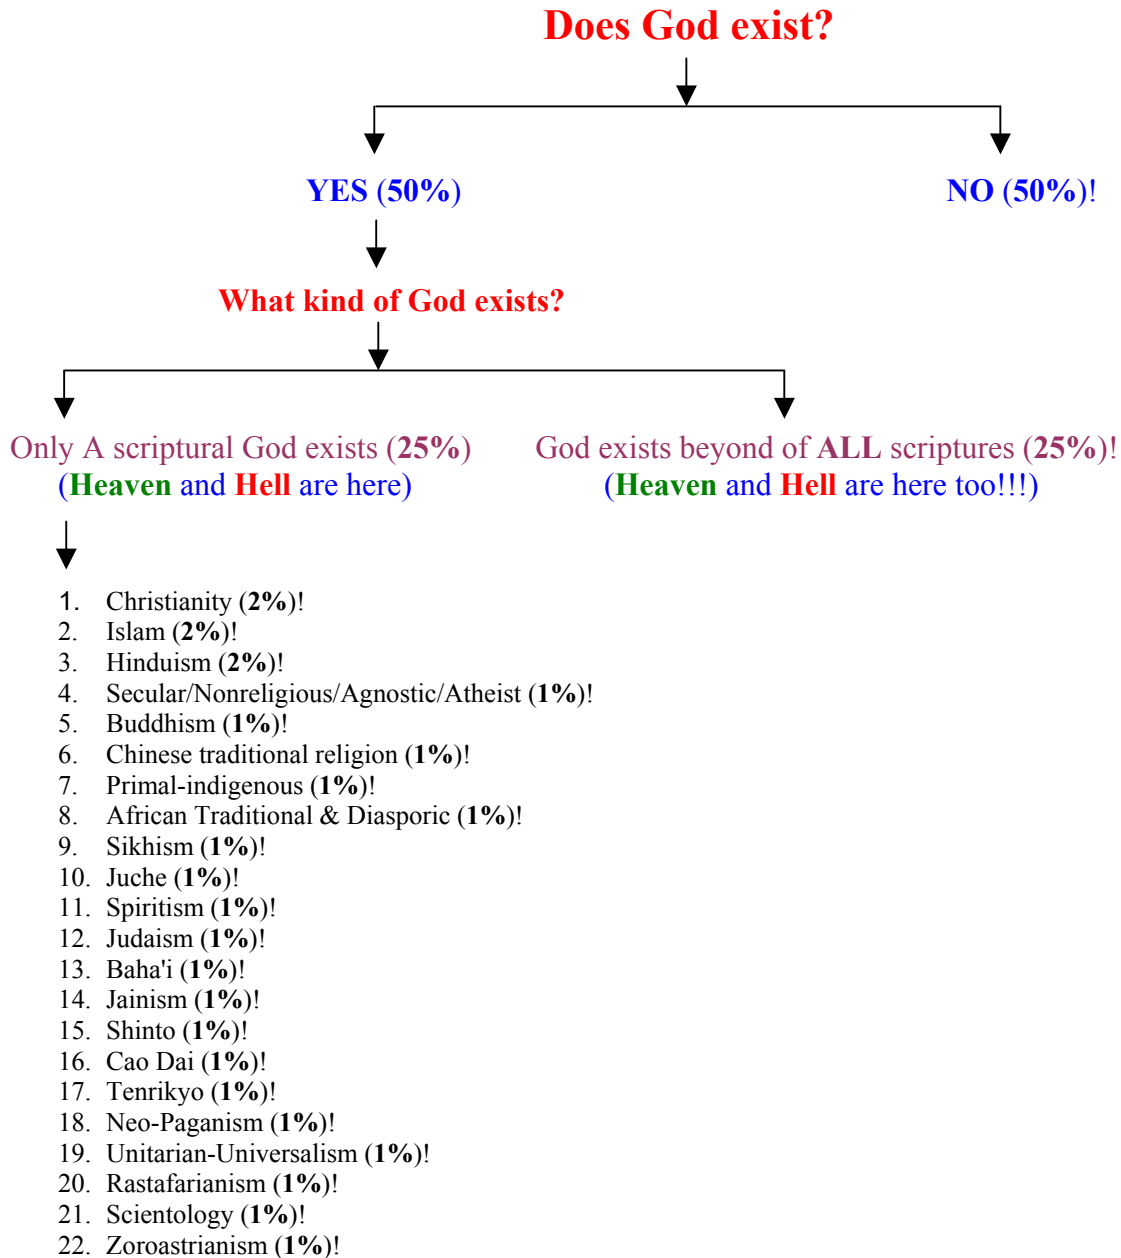 Does God exist?
YES (50%)
NO (50%)!
What kind of God exists?
Only A scriptural God exists (25%)
(Heaven and Hell are here)
God exists beyond of ALL scriptures (25%)!
(Heaven and Hell are here too!!!)
1. Christianity (2%)!
2. Islam (2%)!
3. Hinduism (2%)!
4. Secular/Nonreligious/Agnostic/Atheist (1%)!
5. Buddhism (1%)!
6. Chinese traditional religion (1%)!
7. Primal-indigenous (1%)!
8. African Traditional & Diasporic (1%)!
9. Sikhism (1%)!
10. Juche (1%)!
11. Spiritism (1%)!
12. Judaism (1%)!
13. Baha'i (1%)!
14. Jainism (1%)!
15. Shinto (1%)!
16. Cao Dai (1%)!
17. Tenrikyo (1%)!
18. Neo-Paganism (1%)!
19. Unitarian-Universalism (1%)!
20. Rastafarianism (1%)!
21. Scientology (1%)!
22. Zoroastrianism (1%)!